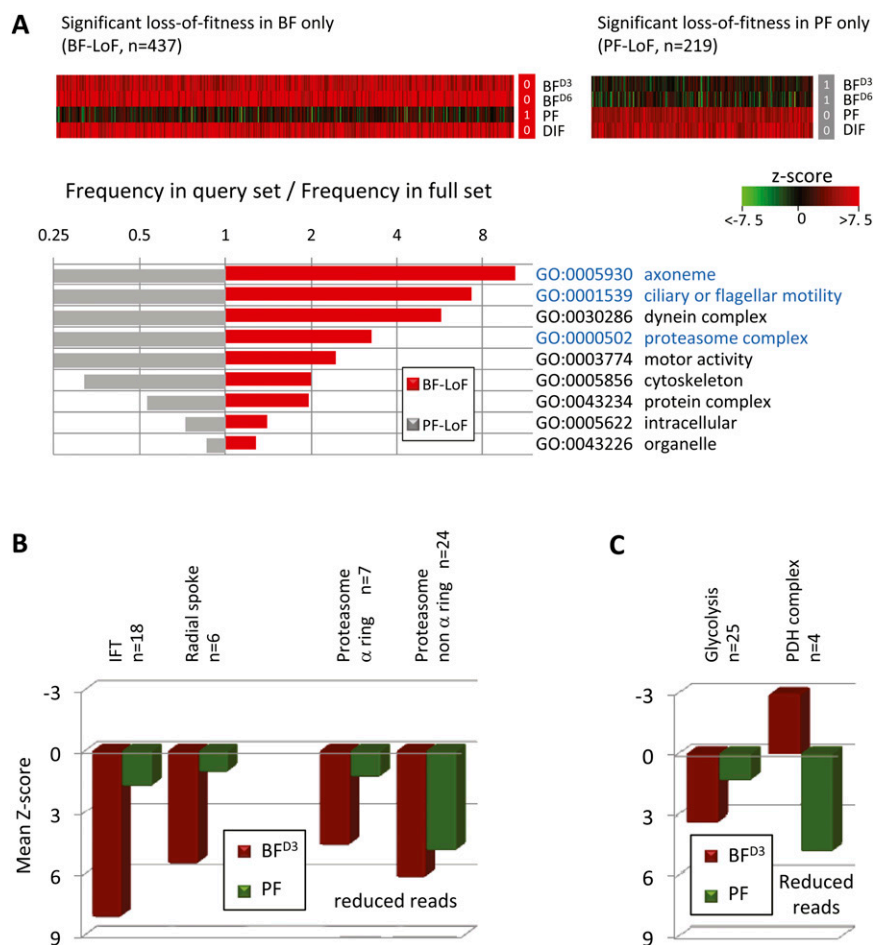 A
Significant loss-of-fitness in BF only
(BF-LoF, n=437)
0 BF^D3
0 BF^D6
1 PF
0 DIF
Significant loss-of-fitness in PF only
(PF-LoF, n=219)
1 BF^D3
1 BF^D6
0 PF
0 DIF
z-score
<-7.5 0 >7.5
Frequency in query set / Frequency in full set
0.25 0.5 1 2 4 8
GO:0005930 axoneme
GO:0001539 ciliary or flagellar motility
GO:0030286 dynein complex
GO:0000502 proteasome complex
GO:0003774 motor activity
GO:0005856 cytoskeleton
GO:0043234 protein complex
GO:0005622 intracellular
GO:0043226 organelle
BF-LoF
PF-LoF
B
IFT
n=18
Radial spoke
n=6
Proteasome
α ring n=7
Proteasome
non α ring n=24
Mean Z-score
-3
0
3
6
9
BF^D3
PF
reduced reads
C
Glycolysis
n=25
PDH complex
n=4
-3
0
3
6
9
BF^D3
PF
Reduced
reads